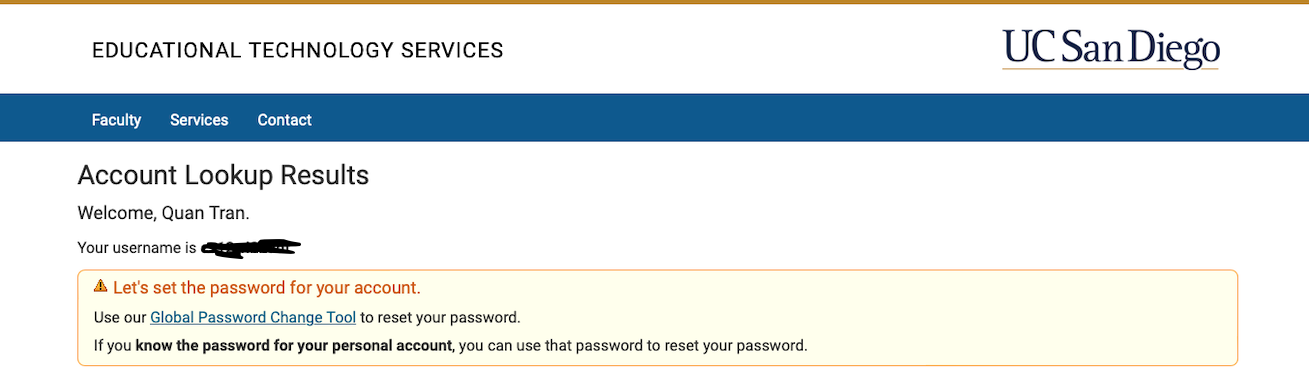 EDUCATIONAL TECHNOLOGY SERVICES
UC San Diego
Faculty Services Contact
Account Lookup Results
Welcome, Quan Tran.
Your username is
Let's set the password for your account.
Use our Global Password Change Tool to reset your password.
If you know the password for your personal account, you can use that password to reset your password.